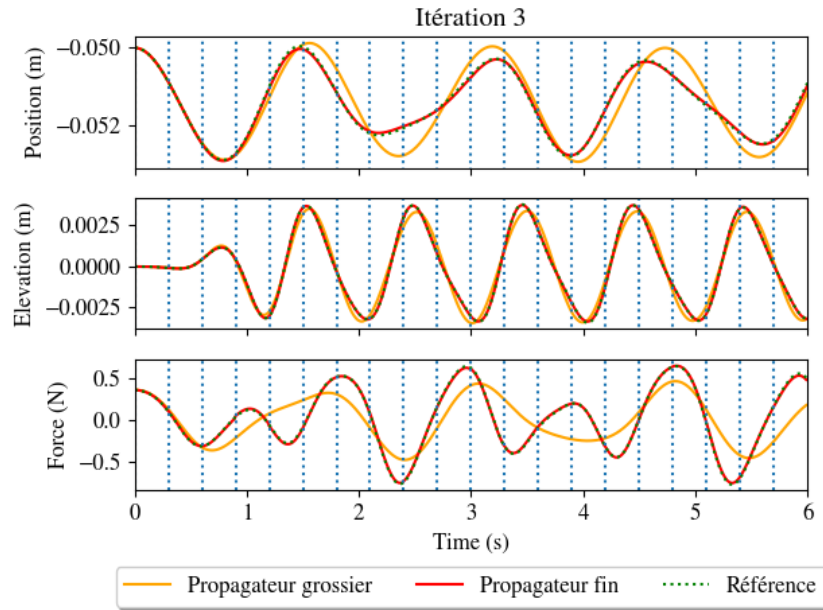 Itération 3
−0.050
−0.052
Position (m)
0.0025
0.0000
−0.0025
Elevation (m)
0.5
0.0
−0.5
Force (N)
0 1 2 3 4 5 6
Time (s)
Propagateur grossier Propagateur fin Référence